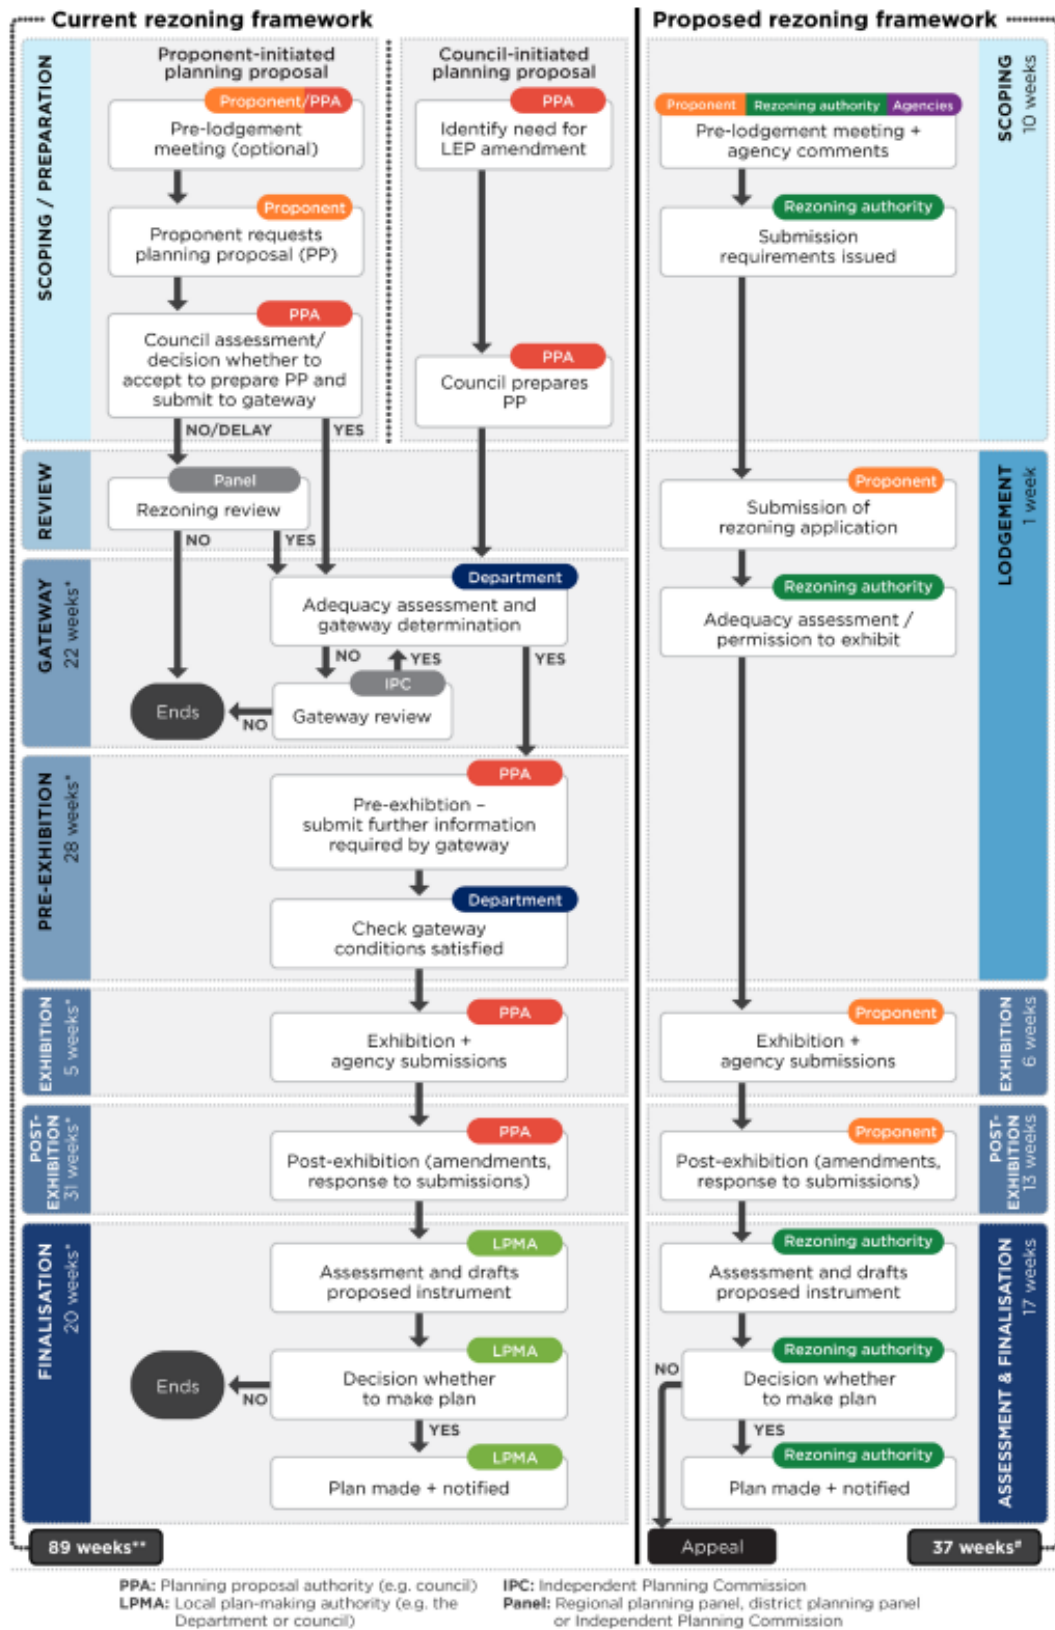 Current rezoning framework
Proposed rezoning framework
Proponent-initiated
planning proposal
Council-initiated
planning proposal
SCOPING / PREPARATION
Proponent/PPA
Pre-lodgement
meeting (optional)
PPA
Identify need for
LEP amendment
Proponent
Rezoning authority
Agencies
Pre-lodgement meeting +
agency comments
SCOPING
10 weeks
Proponent
Proponent requests
planning proposal (PP)
Rezoning authority
Submission
requirements issued
PPA
Council assessment/
decision whether to
accept to prepare PP and
submit to gateway
PPA
Council prepares
PP
NO/DELAY
YES
REVIEW
Panel
Rezoning review
NO
YES
Proponent
Submission of
rezoning application
LODGEMENT
1 week
GATEWAY
22 weeks*
Department
Adequacy assessment and
gateway determination
Rezoning authority
Adequacy assessment /
permission to exhibit
NO
YES
YES
IPC
Gateway review
NO
Ends
PRE-EXHIBITION
28 weeks*
PPA
Pre-exhibtion –
submit further information
required by gateway
Department
Check gateway
conditions satisfied
EXHIBITION
5 weeks*
PPA
Exhibition +
agency submissions
Proponent
Exhibition +
agency submissions
EXHIBITION
6 weeks
POST-
EXHIBITION
31 weeks*
PPA
Post-exhibition (amendments,
response to submissions)
Proponent
Post-exhibition (amendments,
response to submissions)
POST-
EXHIBITION
13 weeks
FINALISATION
20 weeks*
LPMA
Assessment and drafts
proposed instrument
Rezoning authority
Assessment and drafts
proposed instrument
ASSESSMENT & FINALISATION
17 weeks
LPMA
Decision whether
to make plan
NO
Ends
Rezoning authority
Decision whether
to make plan
NO
YES
YES
LPMA
Plan made + notified
Rezoning authority
Plan made + notified
89 weeks**
Appeal
37 weeks#
PPA: Planning proposal authority (e.g. council)
LPMA: Local plan-making authority (e.g. the
Department or council)
IPC: Independent Planning Commission
Panel: Regional planning panel, district planning panel
or Independent Planning Commission